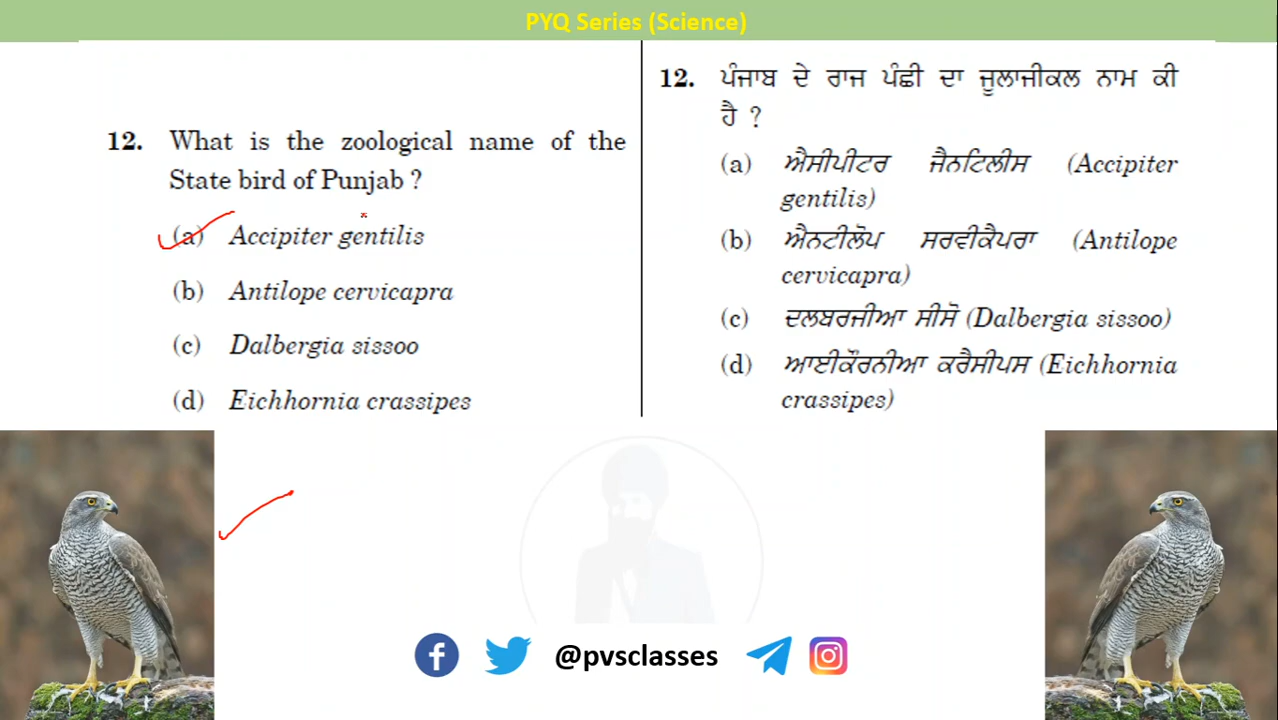 PYQ Series (Science)
12. What is the zoological name of the
State bird of Punjab ?
(a) Accipiter gentilis
(b) Antilope cervicapra
(c) Dalbergia sissoo
(d) Eichhornia crassipes
12. ਪੰਜਾਬ ਦੇ ਰਾਜ ਪੰਛੀ ਦਾ ਜੂਲਾਜੀਕਲ ਨਾਮ ਕੀ
ਹੈ ?
(a) ਐਸੀਪੀਟਰ ਜੈਨਟਿਲੀਸ (Accipiter
gentilis)
(b) ਐਨਟੀਲੋਪ ਸਰਵੀਕੈਪਰਾ (Antilope
cervicapra)
(c) ਦਲਬਰਜੀਆ ਸੀਸੋ (Dalbergia sissoo)
(d) ਆਈਕੌਰਨੀਆ ਕਰੈਸੀਪਸ (Eichhornia
crassipes)
@pvsclasses